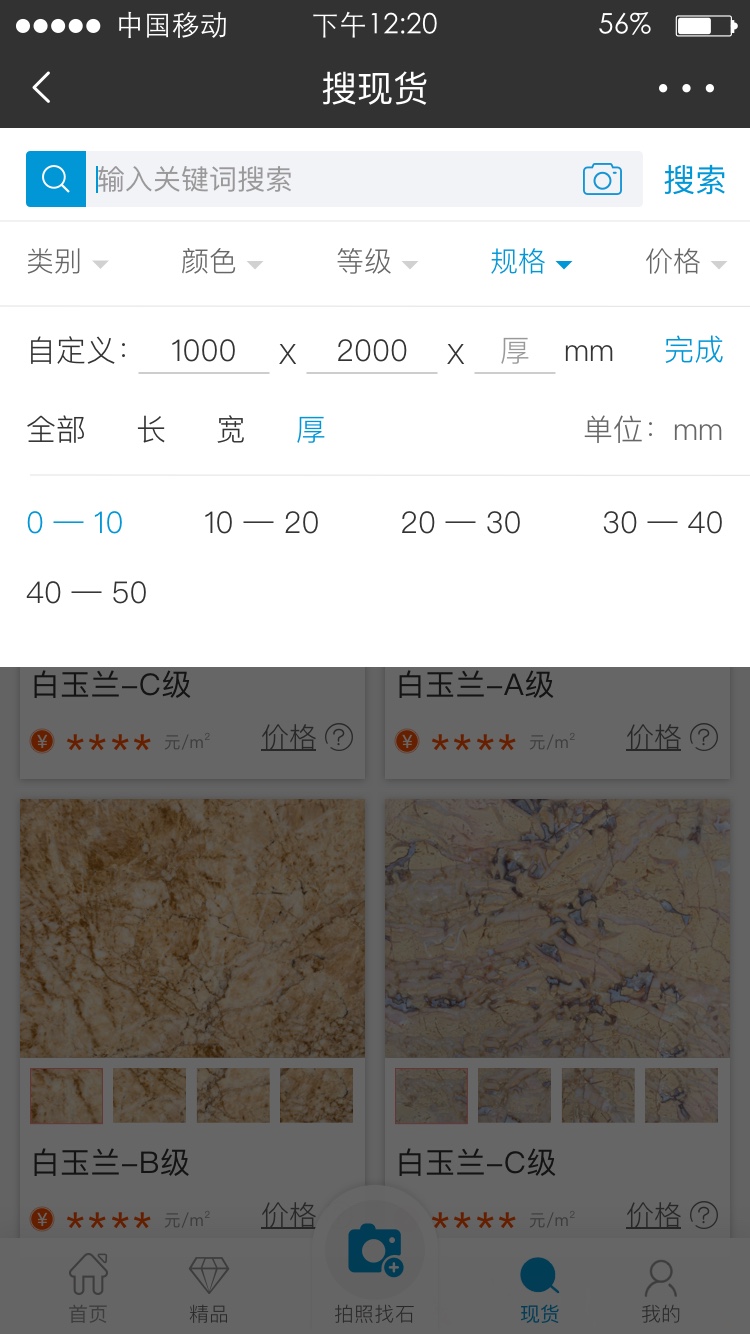 中国移动 下午12:20 56%
搜现货
输入关键词搜索 搜索
类别 颜色 等级 规格 价格
自定义： 1000 x 2000 x 厚 mm 完成
全部 长 宽 厚 单位：mm
0 — 10 10 — 20 20 — 30 30 — 40
40 — 50
白玉兰-C级 白玉兰-A级
¥ **** 元/m² 价格 ? ¥ **** 元/m² 价格 ?
白玉兰-B级 白玉兰-C级
¥ **** 元/m² 价格 **** 元/m² 价格 ?
首页 精品 拍照找石 现货 我的